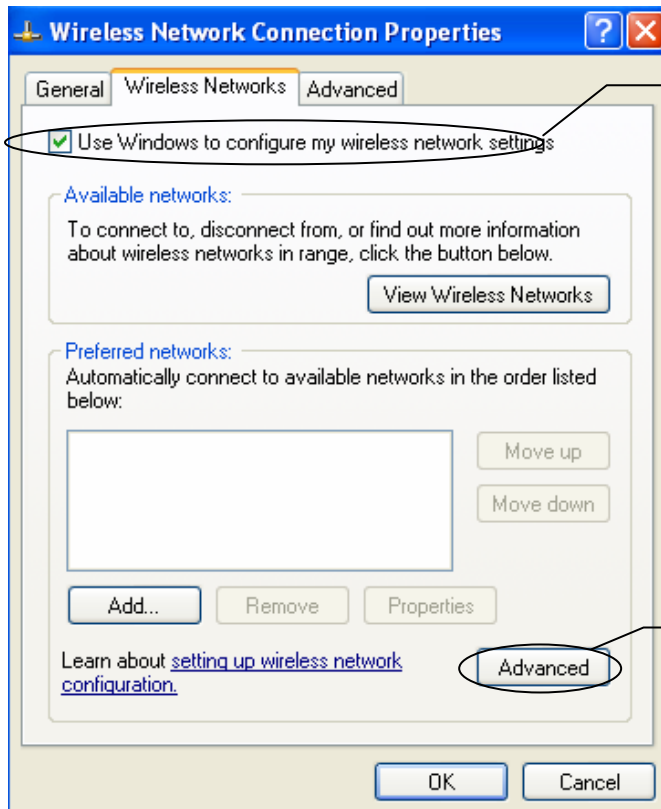 Wireless Network Connection Properties
General Wireless Networks Advanced
Use Windows to configure my wireless network settings
Available networks:
To connect to, disconnect from, or find out more information
about wireless networks in range, click the button below.
View Wireless Networks
Preferred networks:
Automatically connect to available networks in the order listed
below:
Move up
Move down
Add... Remove Properties
Learn about setting up wireless network
configuration.
Advanced
OK Cancel